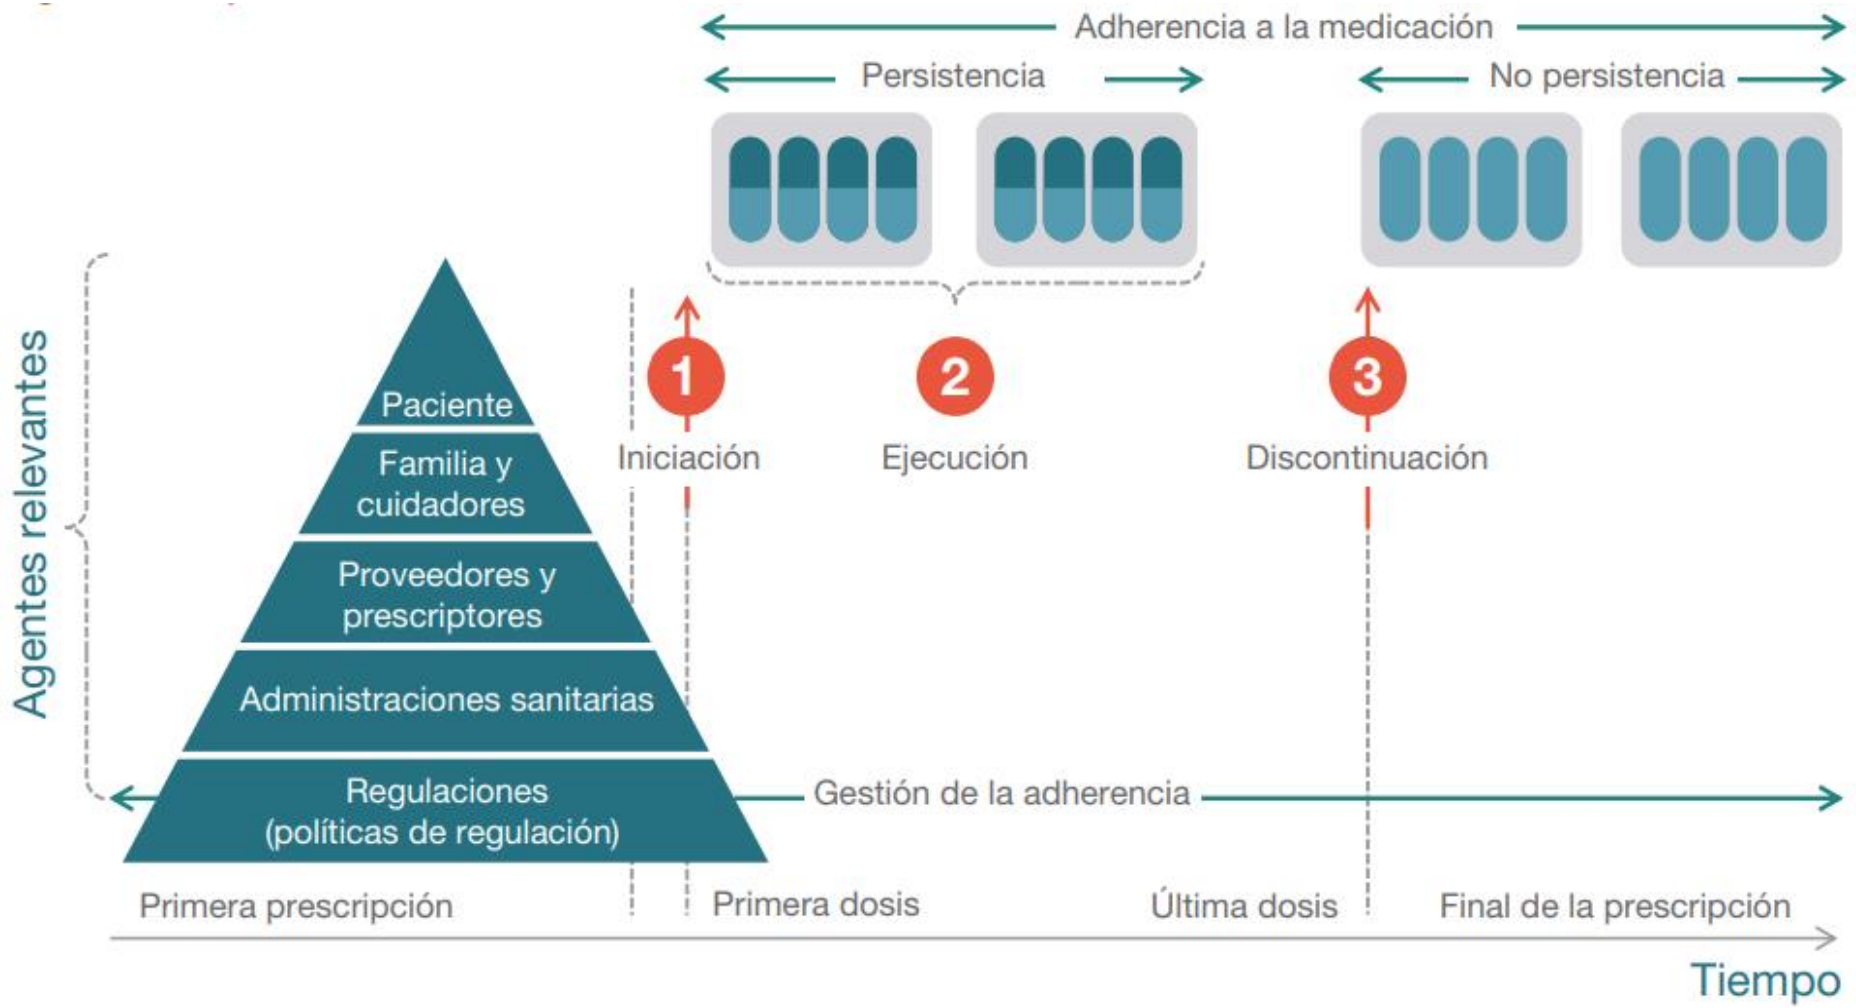 Adherencia a la medicación
Persistencia
No persistencia
Agentes relevantes
Paciente
Familia y
cuidadores
Proveedores y
prescriptores
Administraciones sanitarias
Regulaciones
(políticas de regulación)
1
Iniciación
2
Ejecución
3
Discontinuación
Gestión de la adherencia
Primera prescripción
Primera dosis
Última dosis
Final de la prescripción
Tiempo